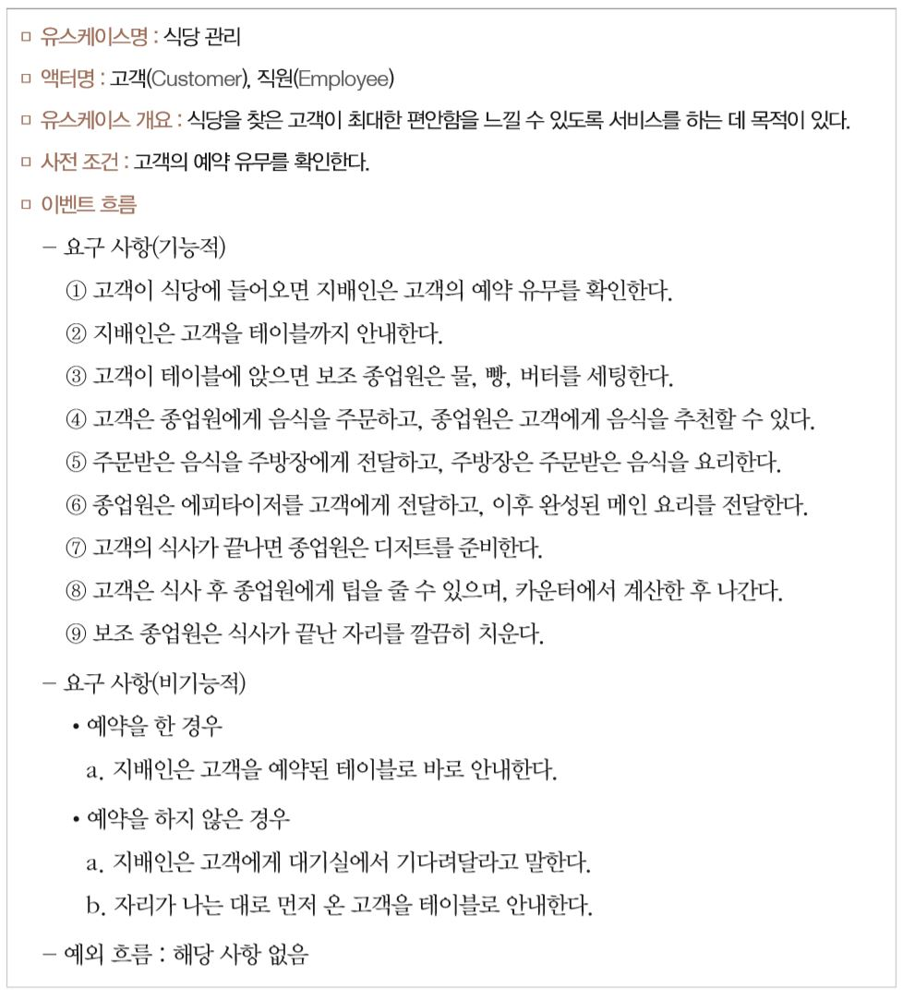 □ 유스케이스명 : 식당 관리
□ 액터명 : 고객(Customer), 직원(Employee)
□ 유스케이스 개요 : 식당을 찾은 고객이 최대한 편안함을 느낄 수 있도록 서비스를 하는 데 목적이 있다.
□ 사전 조건 : 고객의 예약 유무를 확인한다.
□ 이벤트 흐름
– 요구 사항(기능적)
① 고객이 식당에 들어오면 지배인은 고객의 예약 유무를 확인한다.
② 지배인은 고객을 테이블까지 안내한다.
③ 고객이 테이블에 앉으면 보조 종업원은 물, 빵, 버터를 세팅한다.
④ 고객은 종업원에게 음식을 주문하고, 종업원은 고객에게 음식을 추천할 수 있다.
⑤ 주문받은 음식을 주방장에게 전달하고, 주방장은 주문받은 음식을 요리한다.
⑥ 종업원은 에피타이저를 고객에게 전달하고, 이후 완성된 메인 요리를 전달한다.
⑦ 고객의 식사가 끝나면 종업원은 디저트를 준비한다.
⑧ 고객은 식사 후 종업원에게 팁을 줄 수 있으며, 카운터에서 계산한 후 나간다.
⑨ 보조 종업원은 식사가 끝난 자리를 깔끔히 치운다.
– 요구 사항(비기능적)
• 예약을 한 경우
a. 지배인은 고객을 예약된 테이블로 바로 안내한다.
• 예약을 하지 않은 경우
a. 지배인은 고객에게 대기실에서 기다려달라고 말한다.
b. 자리가 나는 대로 먼저 온 고객을 테이블로 안내한다.
– 예외 흐름 : 해당 사항 없음